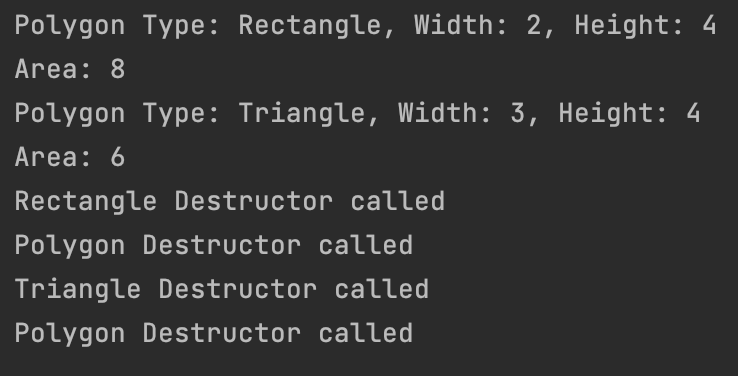 Polygon Type: Rectangle, Width: 2, Height: 4
Area: 8
Polygon Type: Triangle, Width: 3, Height: 4
Area: 6
Rectangle Destructor called
Polygon Destructor called
Triangle Destructor called
Polygon Destructor called